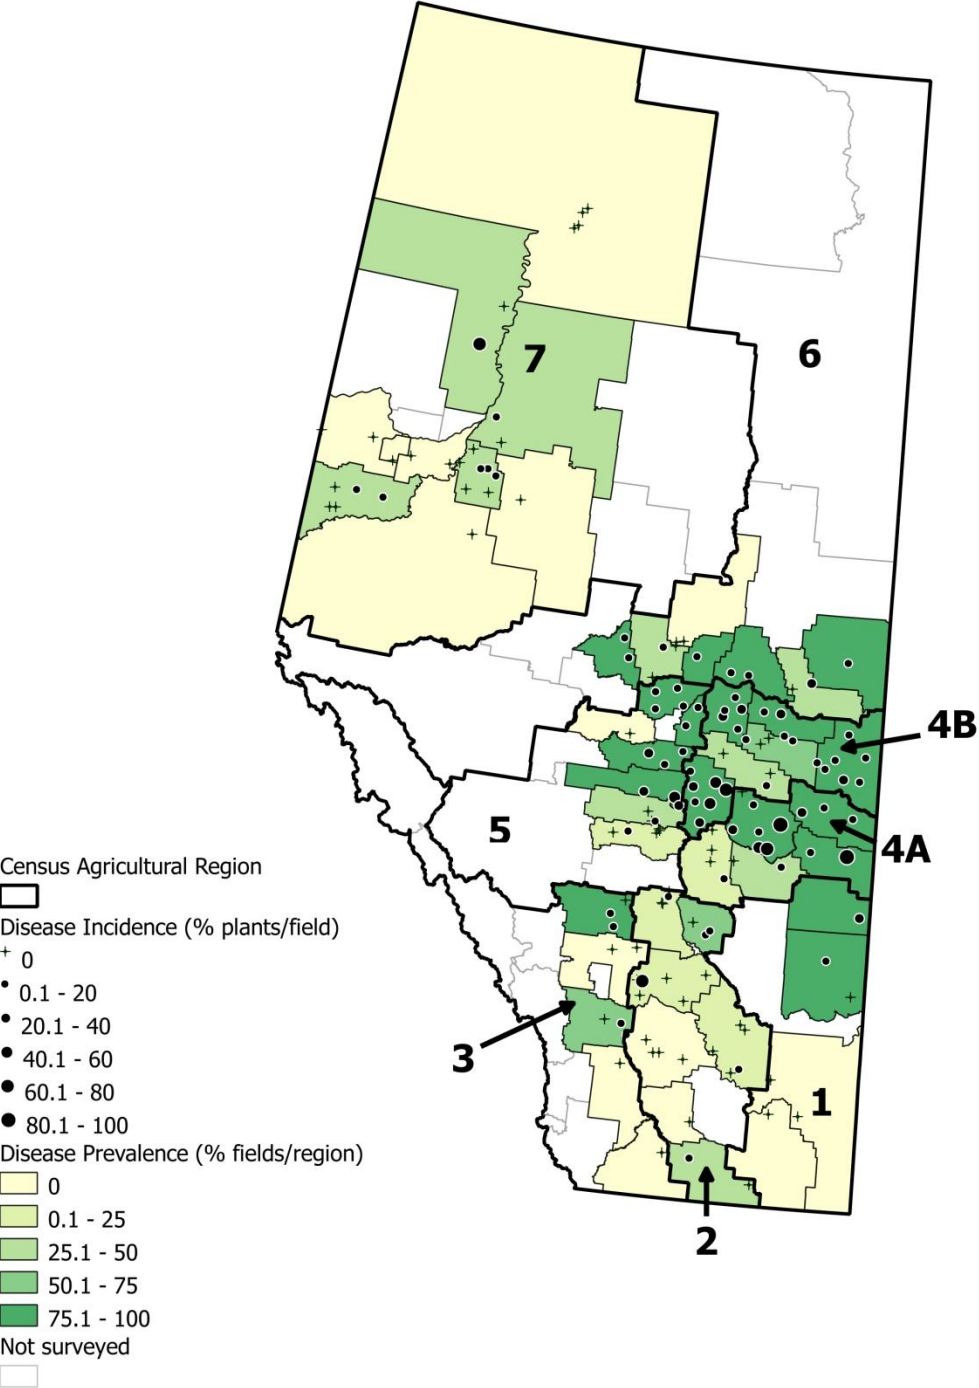 7
6
4B
4A
5
3
1
2
Census Agricultural Region
Disease Incidence (% plants/field)
0
0.1 - 20
20.1 - 40
40.1 - 60
60.1 - 80
80.1 - 100
Disease Prevalence (% fields/region)
0
0.1 - 25
25.1 - 50
50.1 - 75
75.1 - 100
Not surveyed